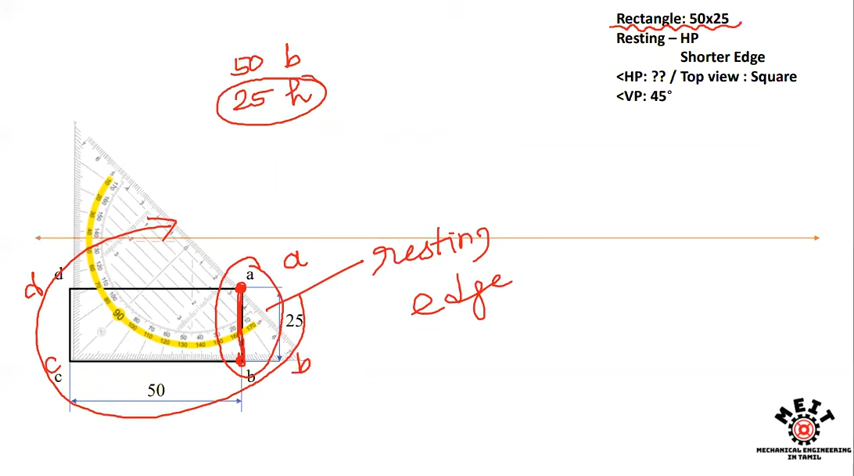 Rectangle: 50x25
Resting – HP
Shorter Edge
<HP: ?? / Top view : Square
<VP: 45°
50 b
25 h
resting
edge
d
a
a
d
25
c
b
c
b
50
90
MEIT
MECHANICAL ENGINEERING
IN TAMIL